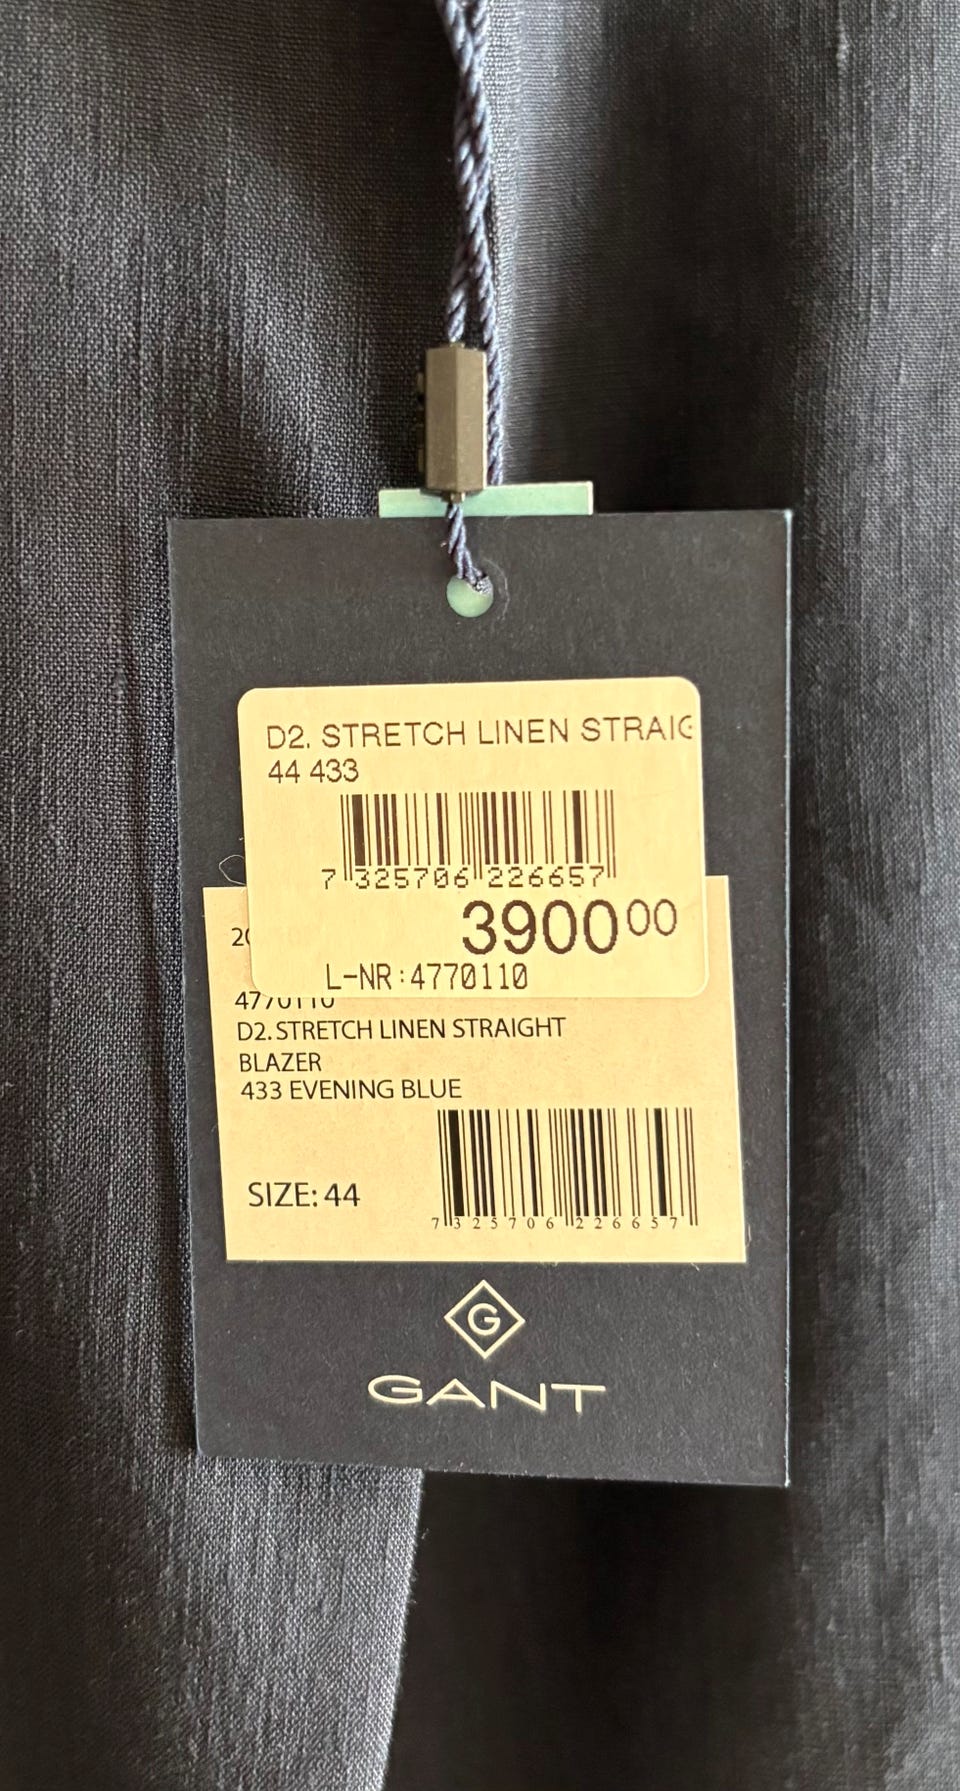 D2. STRETCH LINEN STRAIG
44 433
7 325706 226657
3900 00
L-NR:4770110
4770110
D2. STRETCH LINEN STRAIGHT
BLAZER
433 EVENING BLUE
SIZE: 44
7 325706 226657
G
GANT